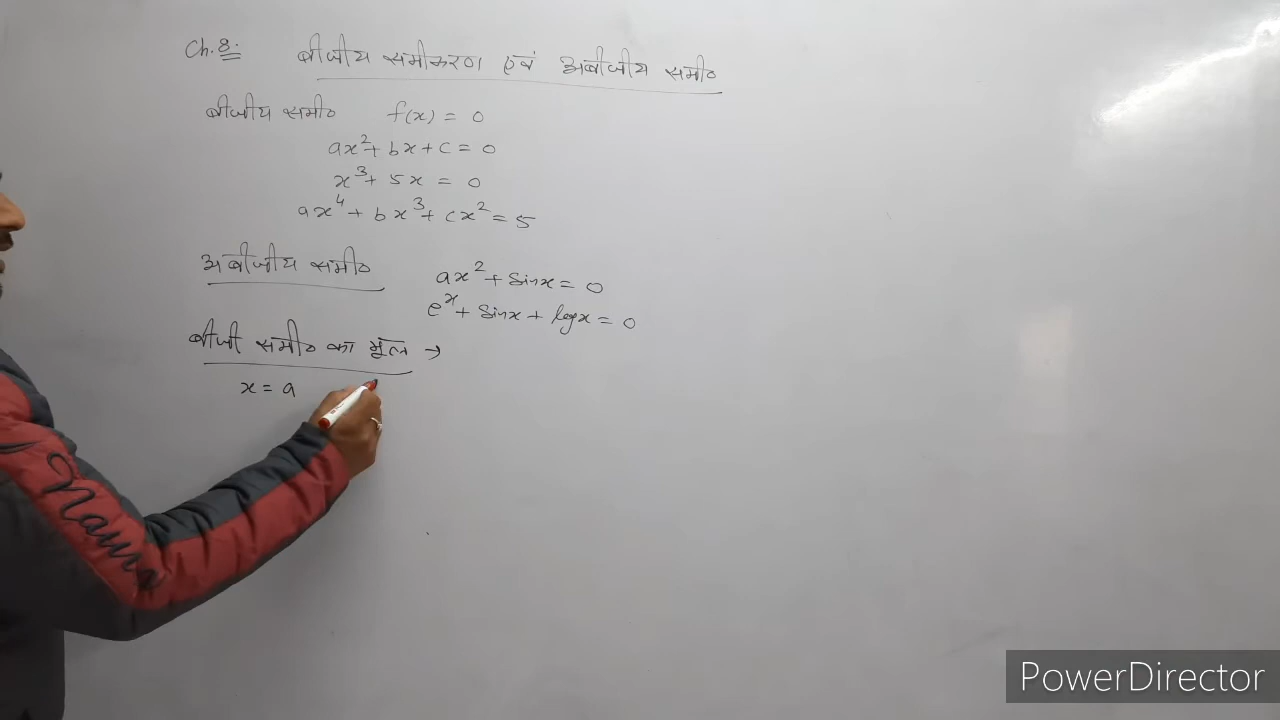 Ch.8. बीजीय समीकरण एवं अबीजीय समी०
बीजीय समी० f(x) = 0
ax² + bx + c = 0
x³ + 5x = 0
ax⁴ + bx³ + cx² = 5
अबीजीय समी० ax² + sinx = 0
e^x + sinx + logx = 0
बीजी समी० का मूल →
x = a
PowerDirector